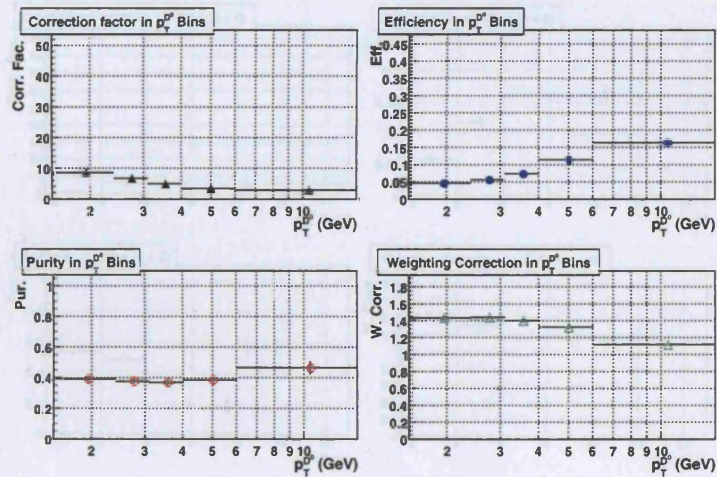 Correction factor in p_T^{D⁰} Bins
Corr. Fac.
50
40
30
20
10
0
2 3 4 5 6 7 8 9 10
p_T^{D⁰} (GeV)
Efficiency in p_T^{D⁰} Bins
Eff.
0.45
0.4
0.35
0.3
0.25
0.2
0.15
0.1
0.05
0
2 3 4 5 6 7 8 9 10
p_T^{D⁰} (GeV)
Purity in p_T^{D⁰} Bins
Pur.
1
0.8
0.6
0.4
0.2
0
2 3 4 5 6 7 8 9 10
p_T^{D⁰} (GeV)
Weighting Correction in p_T^{D⁰} Bins
W. Corr.
1.8
1.6
1.4
1.2
1
0.8
0.6
0.4
0.2
0
2 3 4 5 6 7 8 9 10
p_T^{D⁰} (GeV)